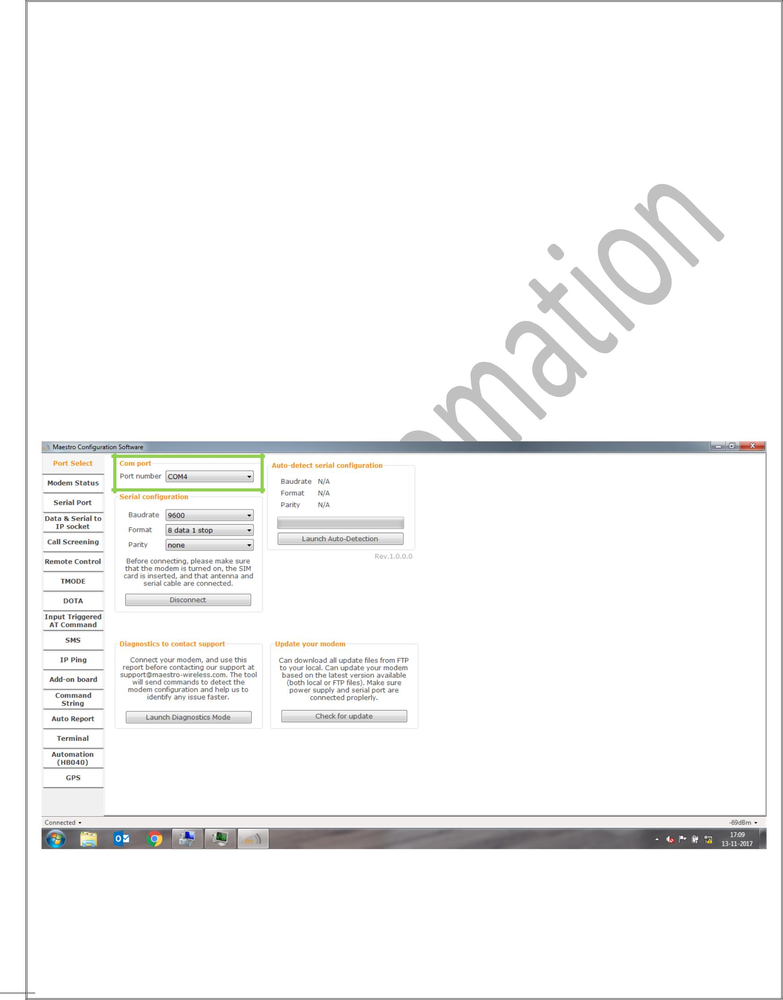 mation
Maestro Configuration Software
Port Select
Modem Status
Serial Port
Data & Serial to
IP socket
Call Screening
Remote Control
TMODE
DOTA
Input Triggered
AT Command
SMS
IP Ping
Add-on board
Command
String
Auto Report
Terminal
Automation
(HB040)
GPS
Com port
Port number COM4
Serial configuration
Baudrate 9600
Format 8 data 1 stop
Parity none
Before connecting, please make sure
that the modem is turned on, the SIM
card is inserted, and that antenna and
serial cable are connected.
Disconnect
Auto-detect serial configuration
Baudrate N/A
Format N/A
Parity N/A
Launch Auto-Detection
Rev.1.0.0.0
Diagnostics to contact support
Connect your modem, and use this
report before contacting our support at
support@maestro-wireless.com. The tool
will send commands to detect the
modem configuration and help us to
identify any issue faster.
Launch Diagnostics Mode
Update your modem
Can download all update files from FTP
to your local. Can update your modem
based on the latest version available
(both local or FTP files). Make sure
power supply and serial port are
connected proplerly.
Check for update
Connected
-69dBm
17:09
13-11-2017